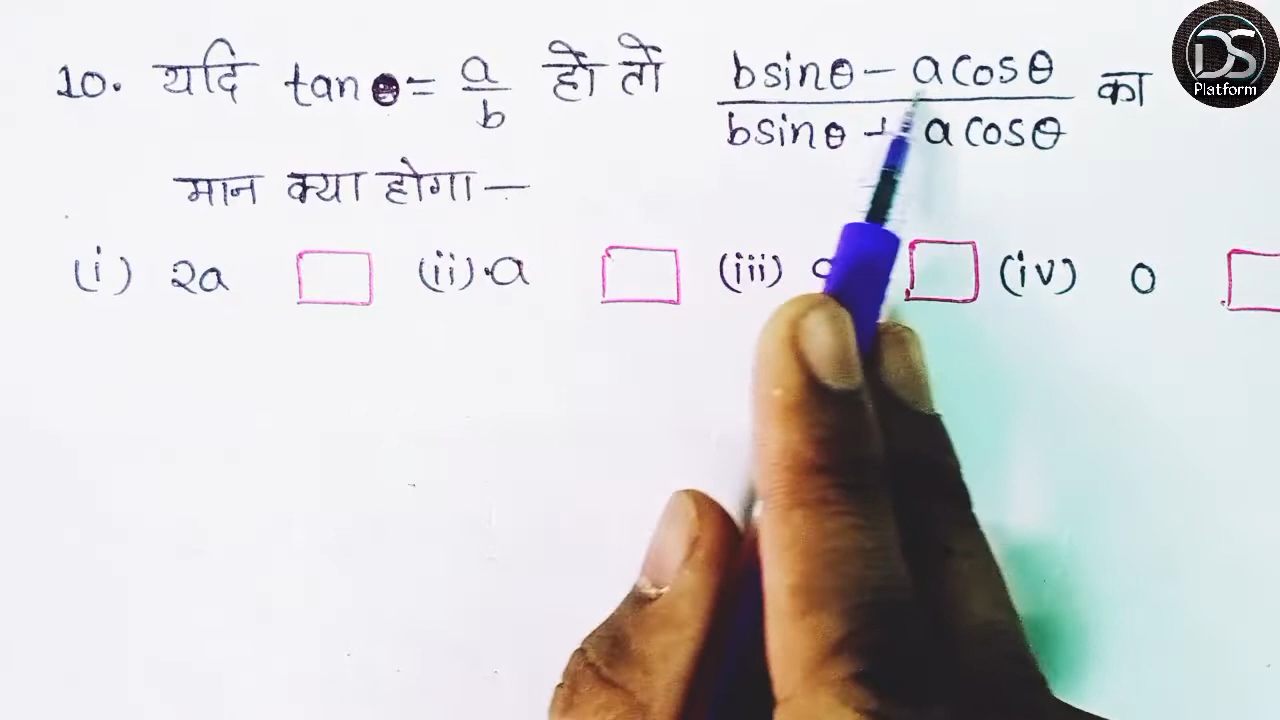 10. यदि tanθ = a/b हो तो (bsinθ - acosθ)/(bsinθ + acosθ) का
मान क्या होगा—
(i) 2a (ii) a (iii) (iv) 0
DS
Platform